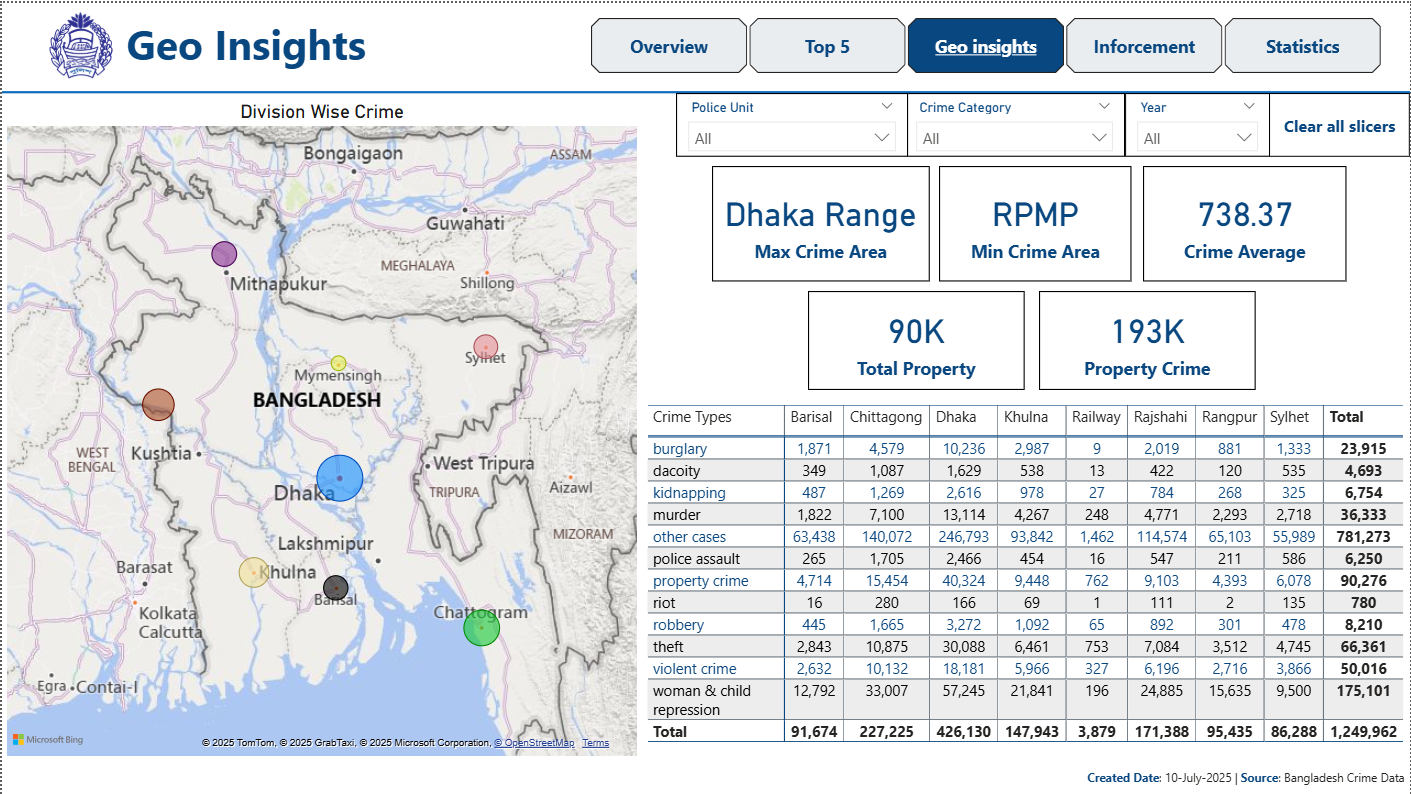 Geo Insights
Overview
Top 5
Geo insights
Inforcement
Statistics
Division Wise Crime
Police Unit
All
Crime Category
All
Year
All
Clear all slicers
Dhaka Range
Max Crime Area
RPMP
Min Crime Area
738.37
Crime Average
90K
Total Property
193K
Property Crime
Bongaigaon
ASSAM
Guwahati
MEGHALAYA
Shillong
Mithapukur
Sylhet
Mymensingh
BANGLADESH
WEST
BENGAL
Kushtia
West Tripura
TRIPURA
Dhaka
Aizawl
MIZORAM
Lakshmipur
Barasat
Khulna
Barisal
Kolkata
Calcutta
Chattogram
Egra
Contai-I
Microsoft Bing
© 2025 TomTom, © 2025 GrabTaxi, © 2025 Microsoft Corporation, © OpenStreetMap Terms
Crime Types Barisal Chittagong Dhaka Khulna Railway Rajshahi Rangpur Sylhet Total
burglary 1,871 4,579 10,236 2,987 9 2,019 881 1,333 23,915
dacoity 349 1,087 1,629 538 13 422 120 535 4,693
kidnapping 487 1,269 2,616 978 27 784 268 325 6,754
murder 1,822 7,100 13,114 4,267 248 4,771 2,293 2,718 36,333
other cases 63,438 140,072 246,793 93,842 1,462 114,574 65,103 55,989 781,273
police assault 265 1,705 2,466 454 16 547 211 586 6,250
property crime 4,714 15,454 40,324 9,448 762 9,103 4,393 6,078 90,276
riot 16 280 166 69 1 111 2 135 780
robbery 445 1,665 3,272 1,092 65 892 301 478 8,210
theft 2,843 10,875 30,088 6,461 753 7,084 3,512 4,745 66,361
violent crime 2,632 10,132 18,181 5,966 327 6,196 2,716 3,866 50,016
woman & child 12,792 33,007 57,245 21,841 196 24,885 15,635 9,500 175,101
repression
Total 91,674 227,225 426,130 147,943 3,879 171,388 95,435 86,288 1,249,962
Created Date: 10-July-2025 | Source: Bangladesh Crime Data